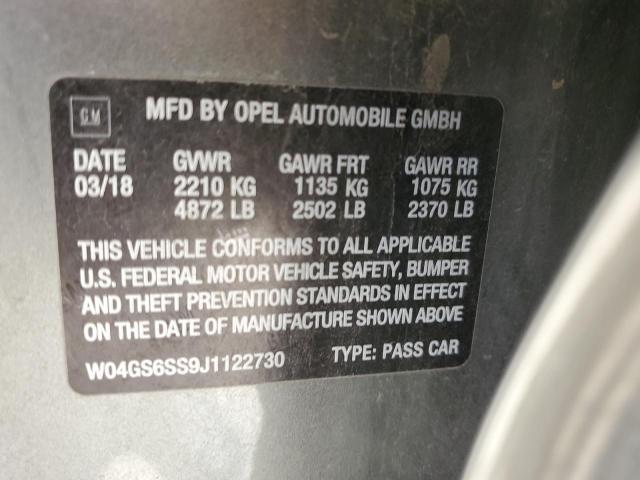 GM
MFD BY OPEL AUTOMOBILE GMBH
DATE GVWR GAWR FRT GAWR RR
03/18 2210 KG 1135 KG 1075 KG
4872 LB 2502 LB 2370 LB
THIS VEHICLE CONFORMS TO ALL APPLICABLE
U.S. FEDERAL MOTOR VEHICLE SAFETY, BUMPER
AND THEFT PREVENTION STANDARDS IN EFFECT
ON THE DATE OF MANUFACTURE SHOWN ABOVE
W04GS6SS9J1122730 TYPE: PASS CAR